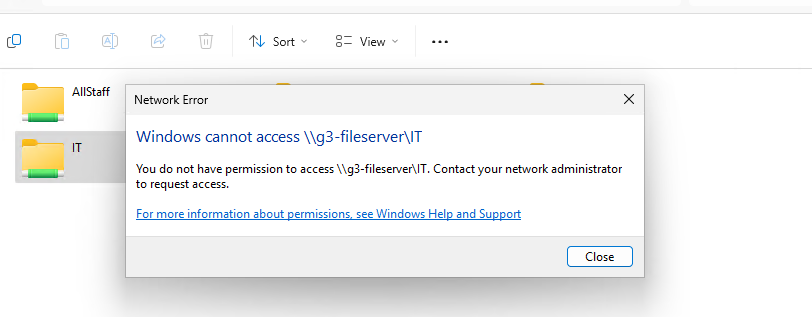 Sort
View
AllStaff
IT
Network Error
Windows cannot access \\g3-fileserver\IT
You do not have permission to access \\g3-fileserver\IT. Contact your network administrator
to request access.
For more information about permissions, see Windows Help and Support
Close